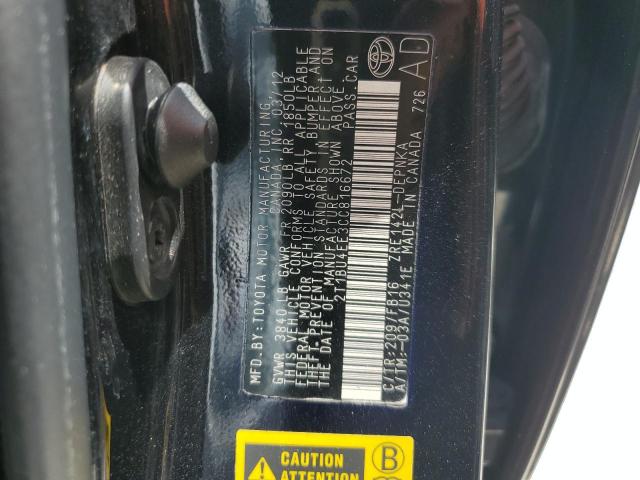 MFD.BY:TOYOTA MOTOR MANUFACTURING
CANADA,INC. 03/12
GVWR 3840LB GAWR FR 2090LB,RR 1850LB
THIS VEHICLE CONFORMS TO ALL APPLICABLE
FEDERAL MOTOR VEHICLE SAFETY, BUMPER, AND
THEFT PREVENTION STANDARDS IN EFFECT ON
THE DATE OF MANUFACTURE SHOWN ABOVE.
2T1BU4EE3CC816672 PASS.CAR
C/TR:209/FB16 ZRE142L-DEPNKA
A/TM:-03A/U341E MADE IN CANADA 726
AD
CAUTION
ATTENTION
B